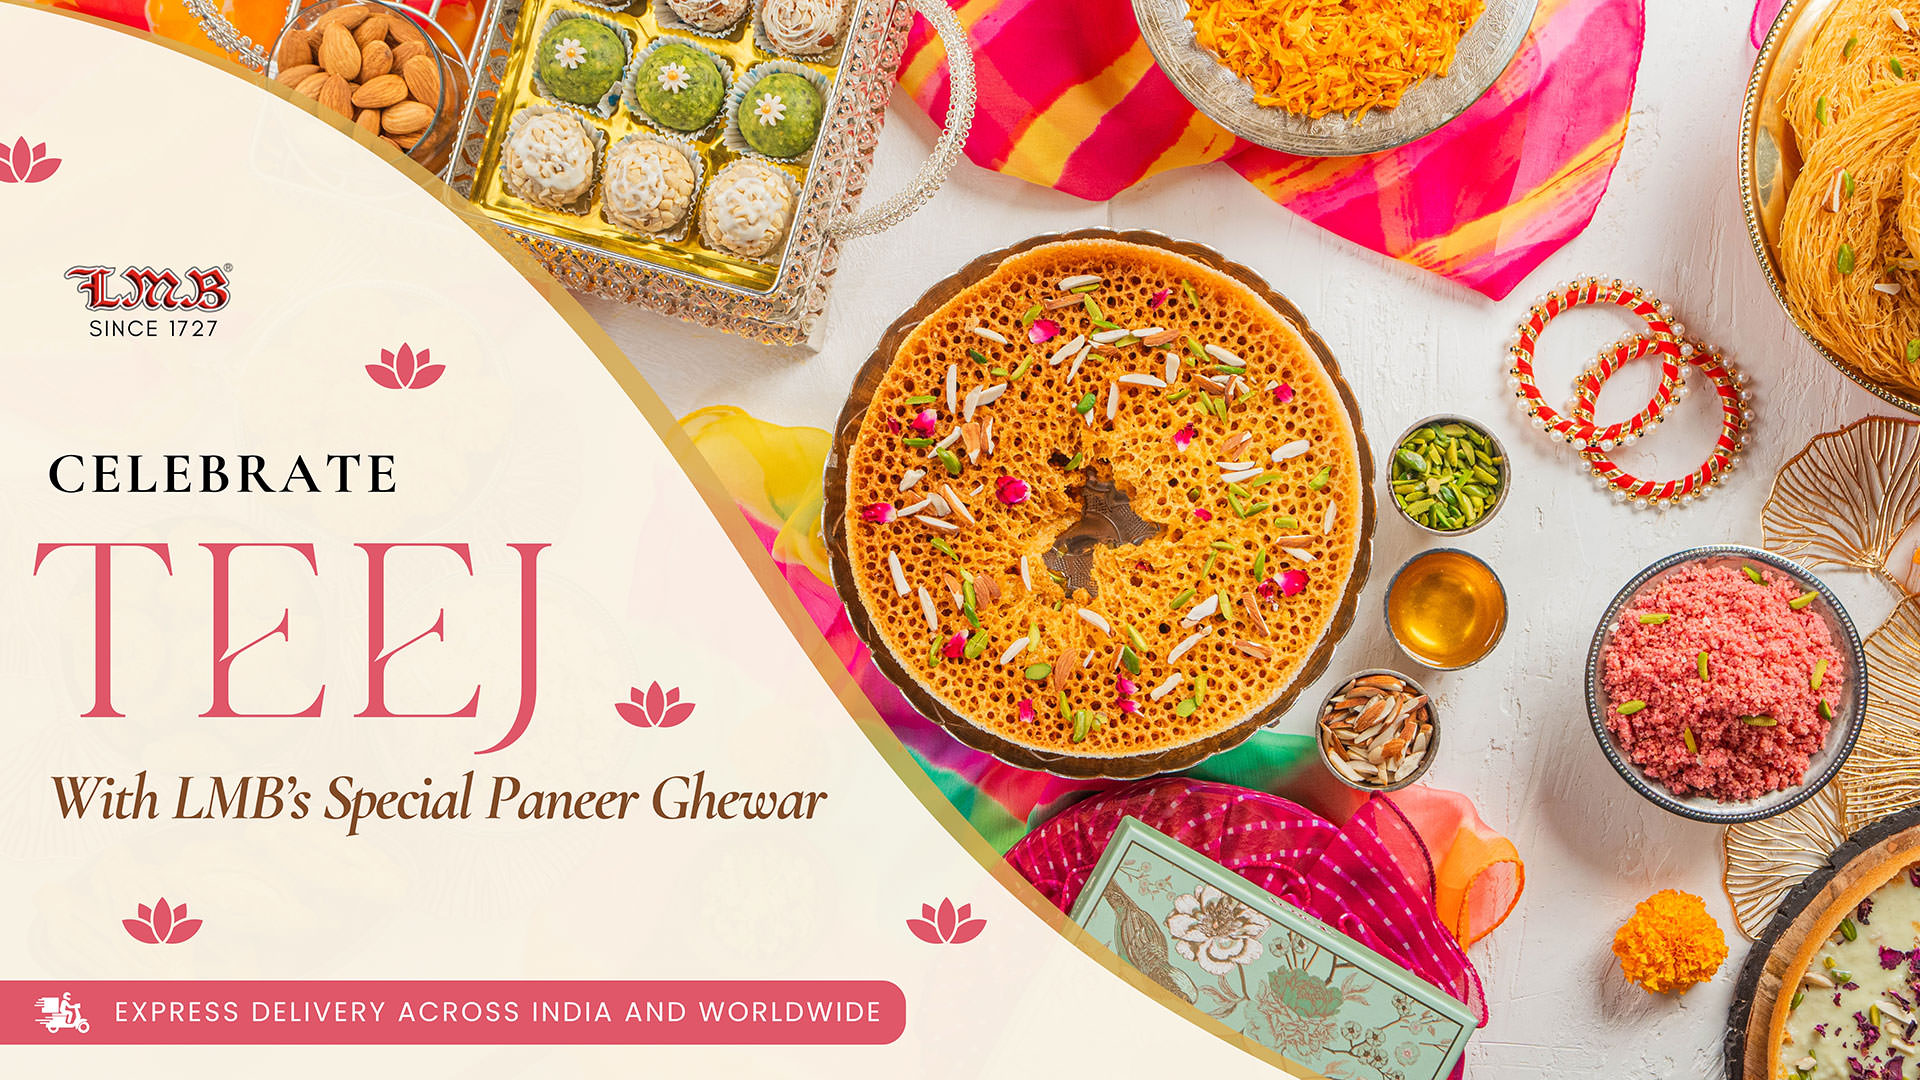 LMB®
SINCE 1727
CELEBRATE
TEEJ
With LMB’s Special Paneer Ghewar
EXPRESS DELIVERY ACROSS INDIA AND WORLDWIDE